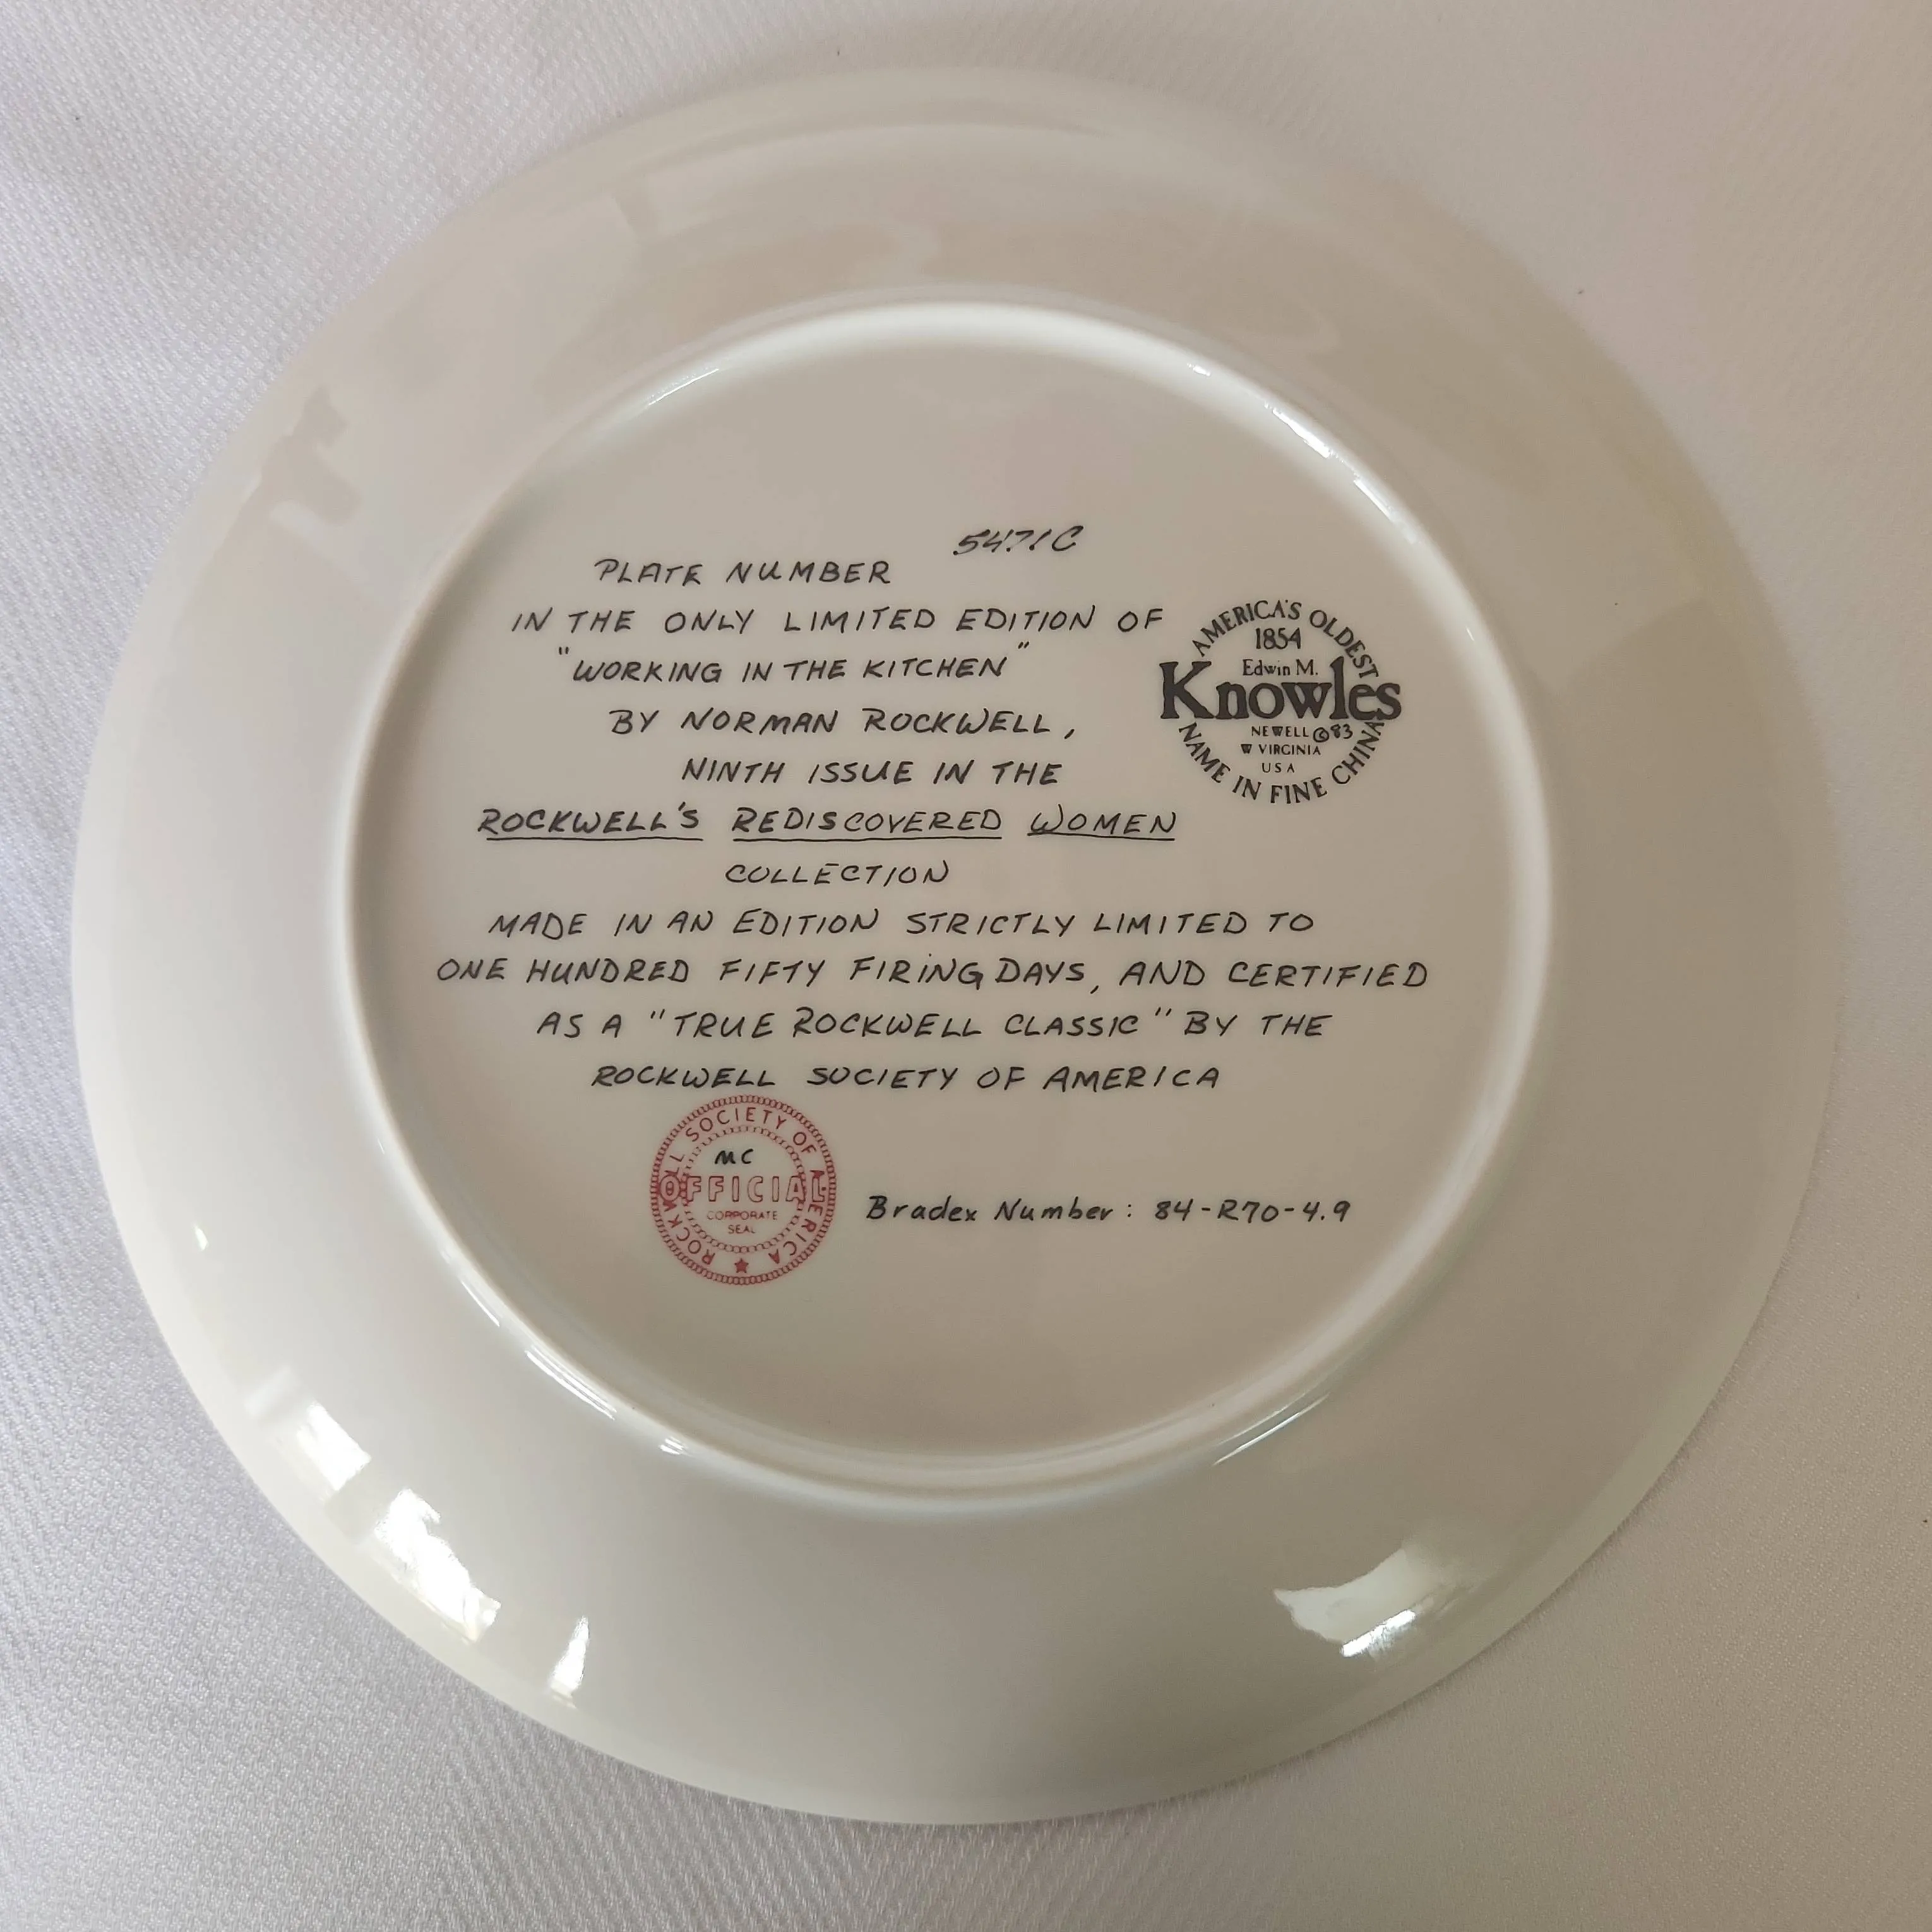 5471C
PLATE NUMBER
IN THE ONLY LIMITED EDITION OF
"WORKING IN THE KITCHEN"
BY NORMAN ROCKWELL,
NINTH ISSUE IN THE
ROCKWELL'S REDISCOVERED WOMEN
COLLECTION
MADE IN AN EDITION STRICTLY LIMITED TO
ONE HUNDRED FIFTY FIRING DAYS, AND CERTIFIED
AS A "TRUE ROCKWELL CLASSIC" BY THE
ROCKWELL SOCIETY OF AMERICA
AMERICA'S OLDEST
1854
Edwin M.
Knowles
NEWELL ©83
W VIRGINIA
USA
NAME IN FINE CHINA
ROCKWELL SOCIETY OF AMERICA
MC
OFFICIAL
CORPORATE
SEAL
Bradex Number: 84-R70-4.9